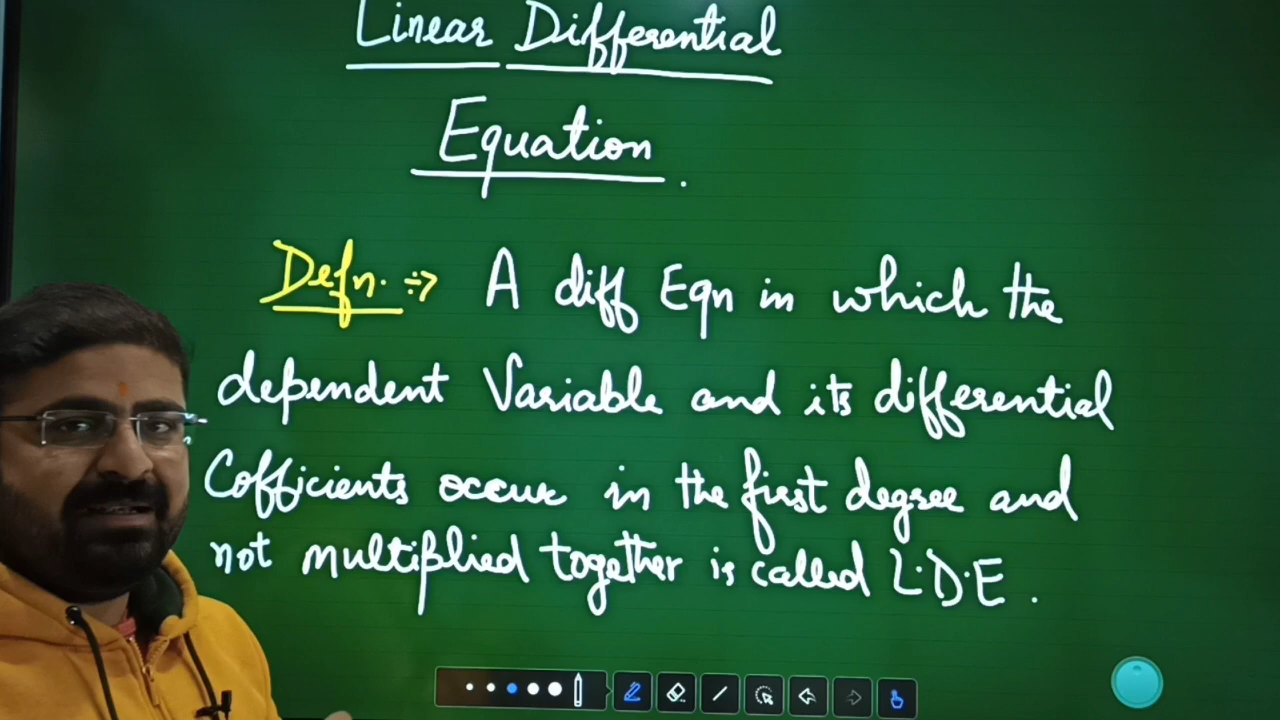 Linear Differential
Equation.
Defn. ÷→ A diff Eqn in which the
dependent Variable and its differential
Cofficients occur in the first degree and
not multiplied together is called L.D.E.